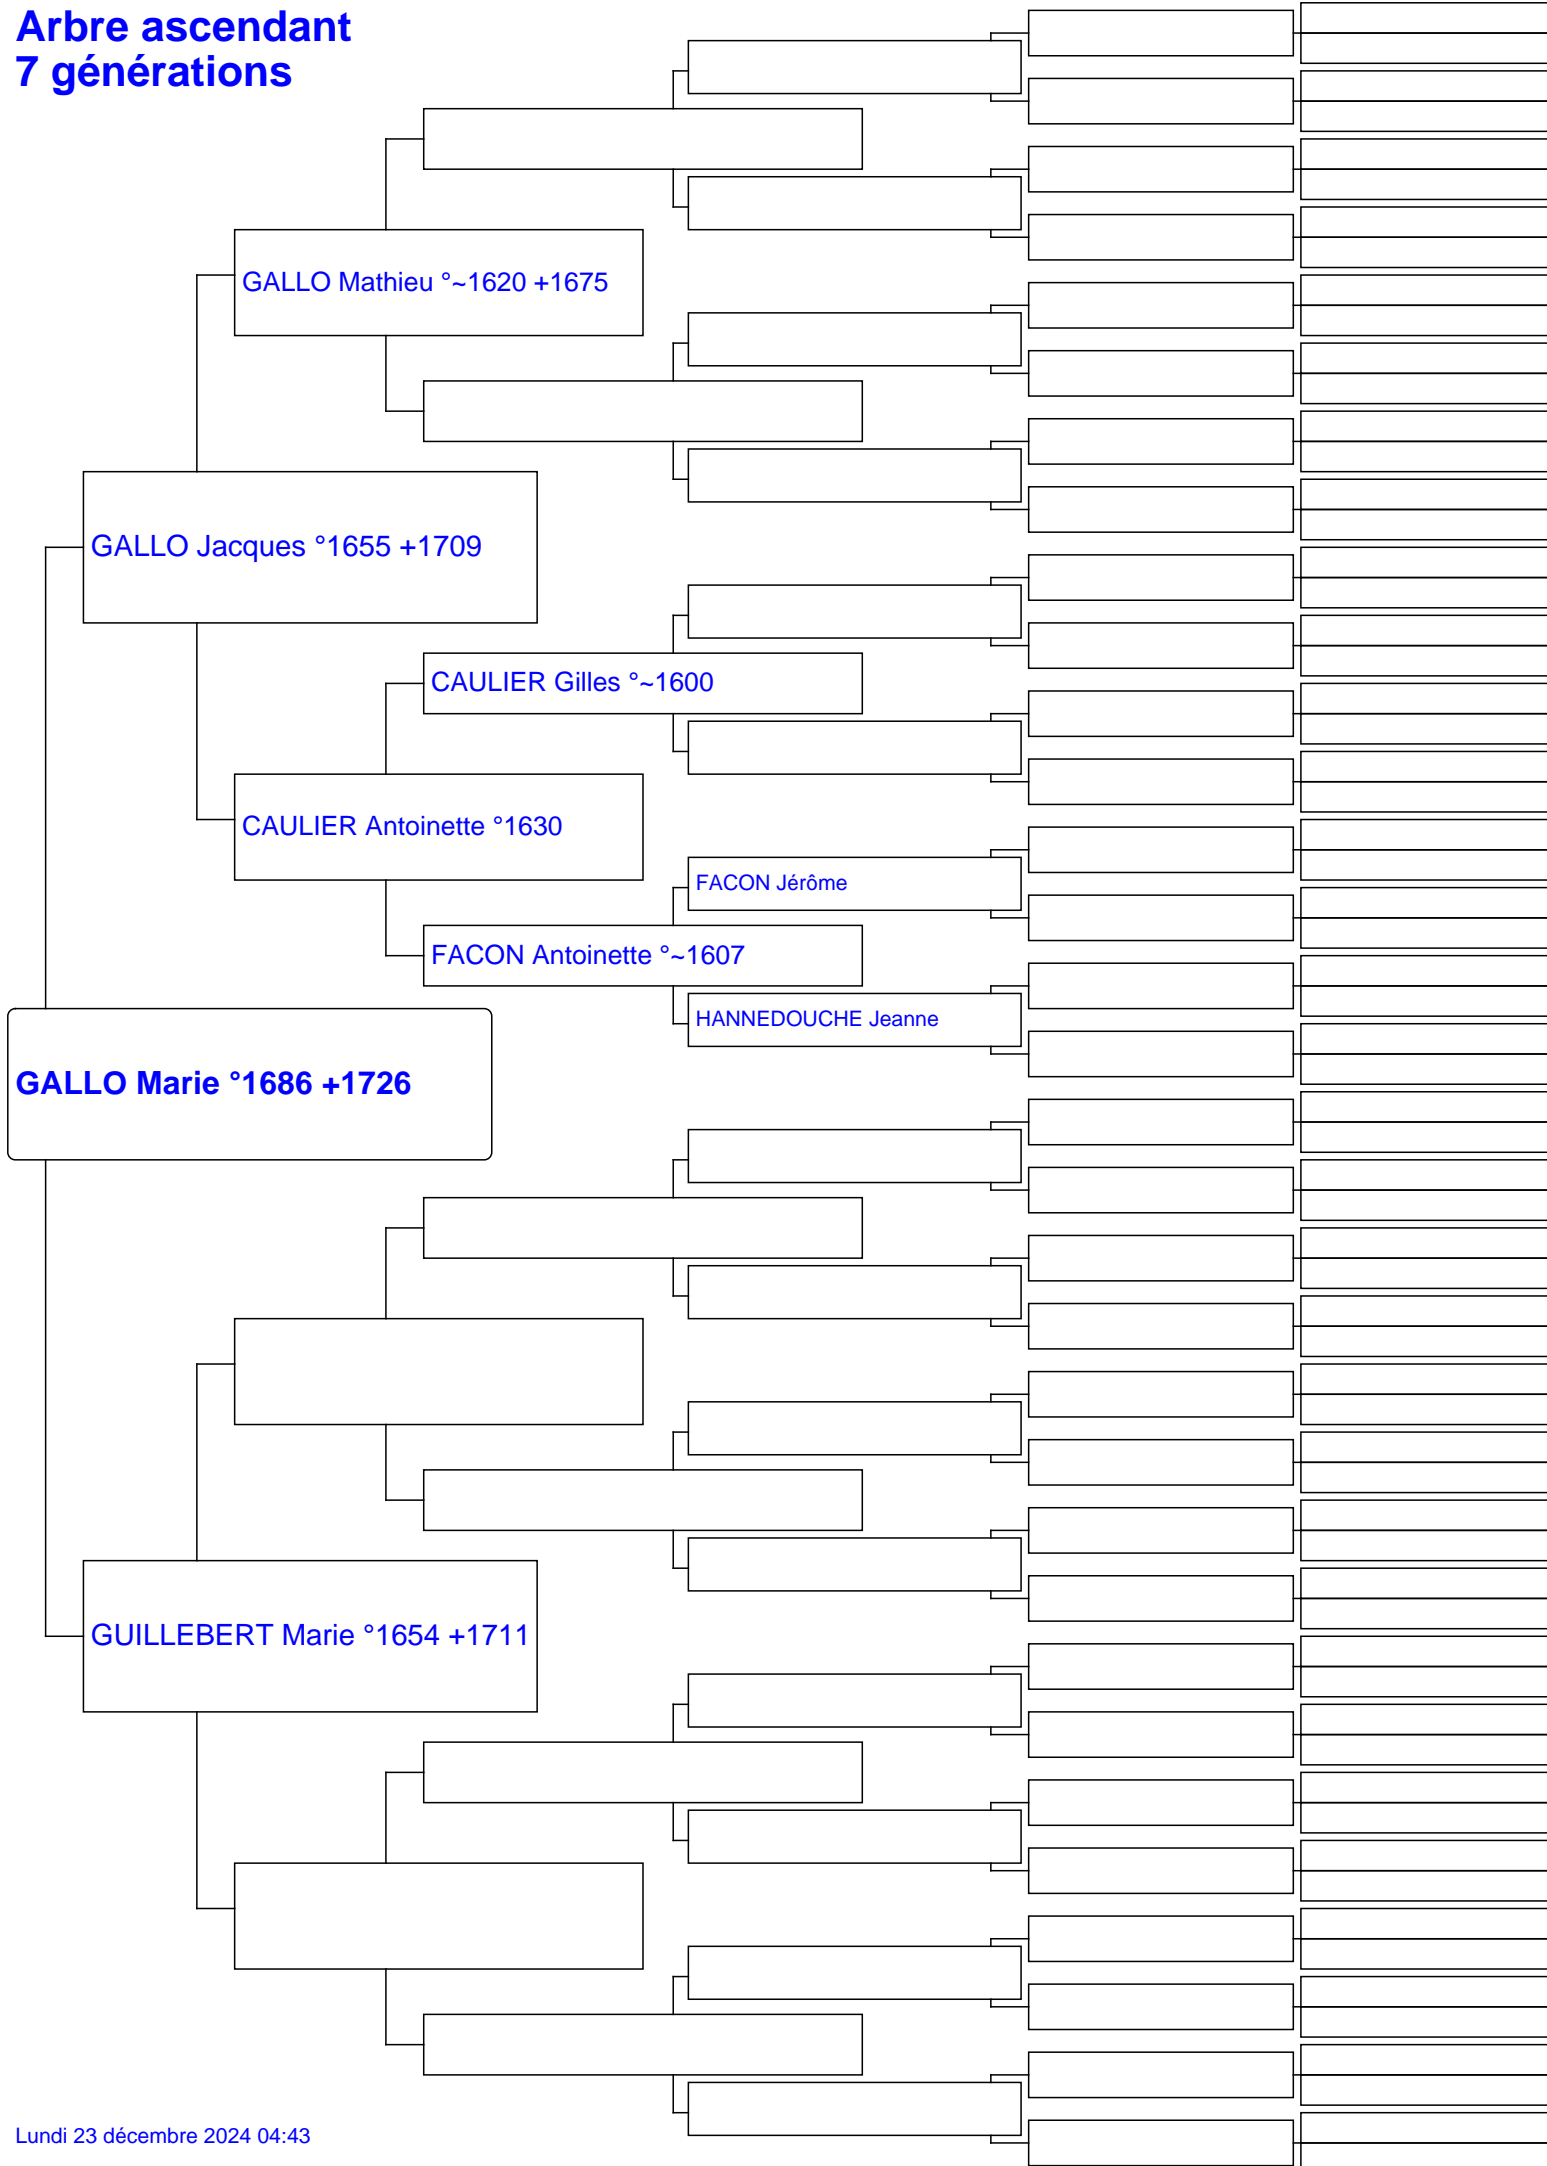 Arbre ascendant
7 générations
GALLO Mathieu °~1620 +1675
GALLO Jacques °1655 +1709
CAULIER Gilles °~1600
CAULIER Antoinette °1630
FACON Jérôme
FACON Antoinette °~1607
HANNEDOUCHE Jeanne
GALLO Marie °1686 +1726
GUILLEBERT Marie °1654 +1711
Lundi 23 décembre 2024 04:43